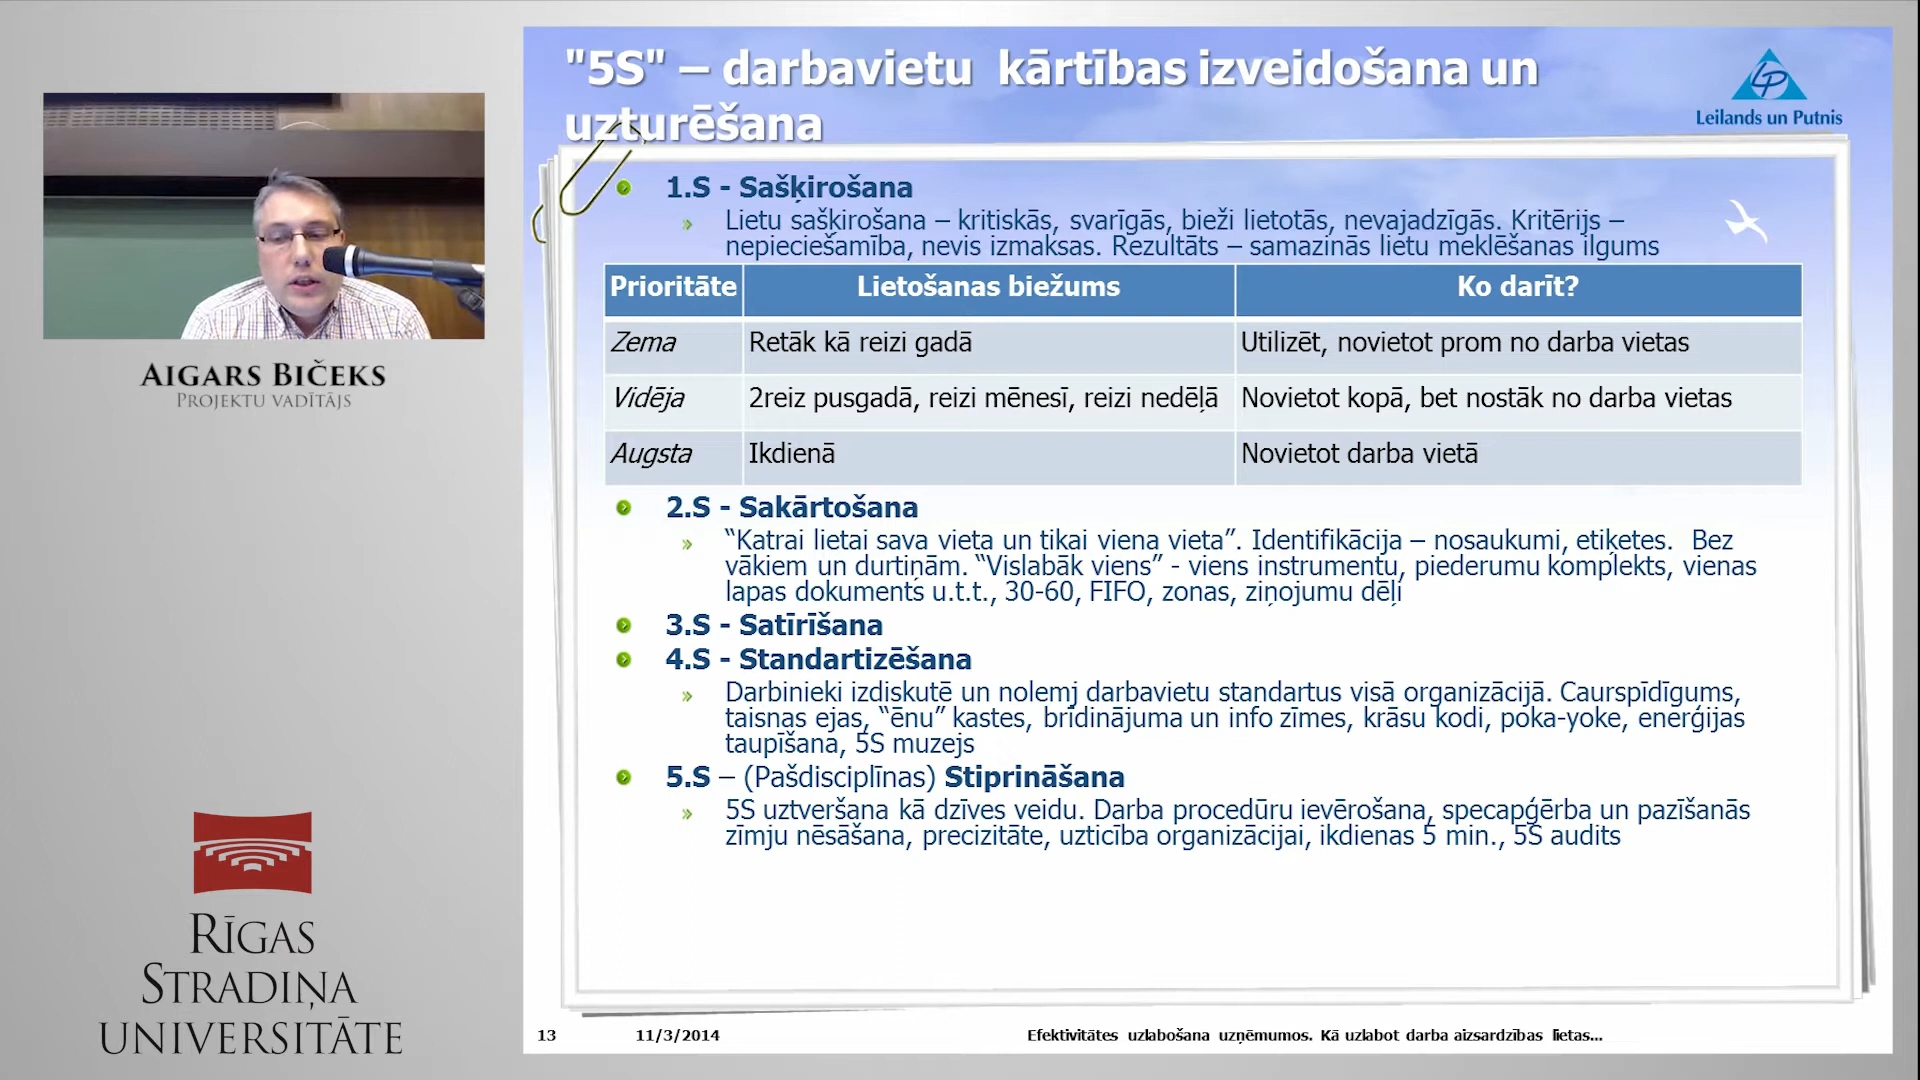 "5S" – darbavietu kārtības izveidošana un
uzturēšana
LP
Leilands un Putnis
AIGARS BIČEKS
PROJEKTU VADĪTĀJS
1.S - Sašķirošana
Lietu sašķirošana – kritiskās, svarīgās, bieži lietotās, nevajadzīgās. Kritērijs –
nepieciešamība, nevis izmaksas. Rezultāts – samazinās lietu meklēšanas ilgums
Prioritāte Lietošanas biežums Ko darīt?
Zema Retāk kā reizi gadā Utilizēt, novietot prom no darba vietas
Vidēja 2reiz pusgadā, reizi mēnesī, reizi nedēļā Novietot kopā, bet nostāk no darba vietas
Augsta Ikdienā Novietot darba vietā
2.S - Sakārtošana
“Katrai lietai sava vieta un tikai viena vieta”. Identifikācija – nosaukumi, etiķetes. Bez
vākiem un durtiņām. “Vislabāk viens” - viens instrumentu, piederumu komplekts, vienas
lapas dokuments u.t.t., 30-60, FIFO, zonas, ziņojumu dēļi
3.S - Satīrīšana
4.S - Standartizēšana
Darbinieki izdiskutē un nolemj darbavietu standartus visā organizācijā. Caurspīdīgums,
taisnas ejas, “ēnu” kastes, brīdinājuma un info zīmes, krāsu kodi, poka-yoke, enerģijas
taupīšana, 5S muzejs
5.S – (Pašdisciplīnas) Stiprināšana
5S uztveršana kā dzīves veidu. Darba procedūru ievērošana, specapģērba un pazīšanās
zīmju nēsāšana, precizitāte, uzticība organizācijai, ikdienas 5 min., 5S audits
RĪGAS
STRADIŅA
UNIVERSITĀTE
13 11/3/2014 Efektivitātes uzlabošana uzņēmumos. Kā uzlabot darba aizsardzības lietas...